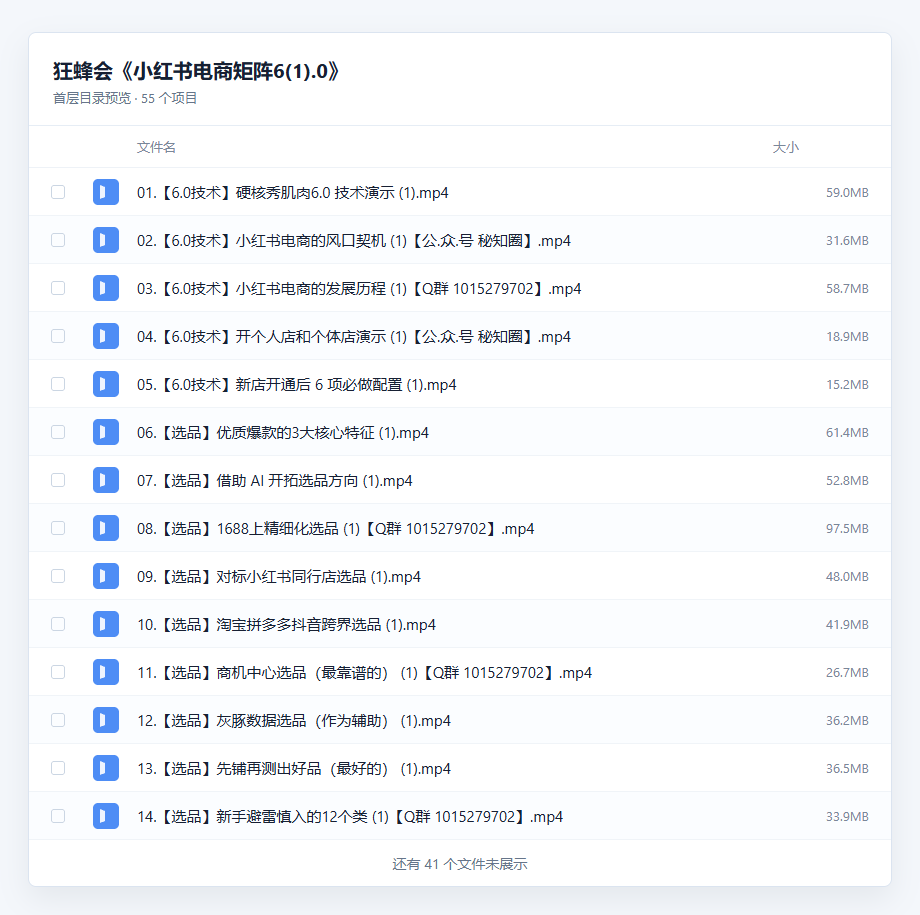 狂蜂会《小红书电商矩阵6(1).0》
首层目录预览 · 55 个项目
文件名 大小
01.【6.0技术】硬核秀肌肉6.0 技术演示 (1).mp4 59.0MB
02.【6.0技术】小红书电商的风口契机 (1)【公.众.号 秘知圈】.mp4 31.6MB
03.【6.0技术】小红书电商的发展历程 (1)【Q群 1015279702】.mp4 58.7MB
04.【6.0技术】开个人店和个体店演示 (1)【公.众.号 秘知圈】.mp4 18.9MB
05.【6.0技术】新店开通后 6 项必做配置 (1).mp4 15.2MB
06.【选品】优质爆款的3大核心特征 (1).mp4 61.4MB
07.【选品】借助 AI 开拓选品方向 (1).mp4 52.8MB
08.【选品】1688上精细化选品 (1)【Q群 1015279702】.mp4 97.5MB
09.【选品】对标小红书同行店选品 (1).mp4 48.0MB
10.【选品】淘宝拼多多抖音跨界选品 (1).mp4 41.9MB
11.【选品】商机中心选品（最靠谱的） (1)【Q群 1015279702】.mp4 26.7MB
12.【选品】灰豚数据选品（作为辅助） (1).mp4 36.2MB
13.【选品】先铺再测出好品（最好的） (1).mp4 36.5MB
14.【选品】新手避雷慎入的12个类 (1)【Q群 1015279702】.mp4 33.9MB
还有 41 个文件未展示